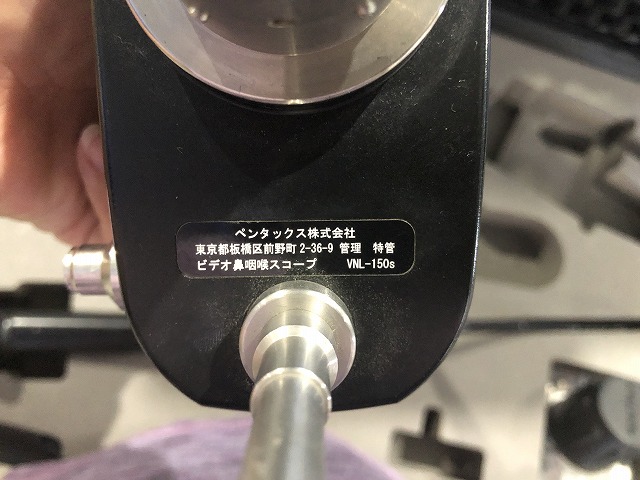 ペンタックス株式会社
東京都板橋区前野町2-36-9 管理 特管
ビデオ鼻咽喉スコープ VNL-150s